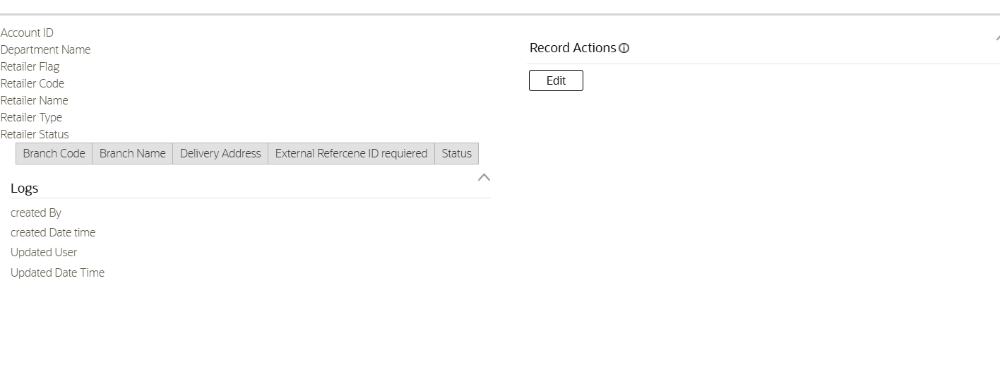 Account ID
Department Name
Retailer Flag
Retailer Code
Retailer Name
Retailer Type
Retailer Status
Branch Code Branch Name Delivery Address External Refercene ID requiered Status
Logs
created By
created Date time
Updated User
Updated Date Time
Record Actions
Edit